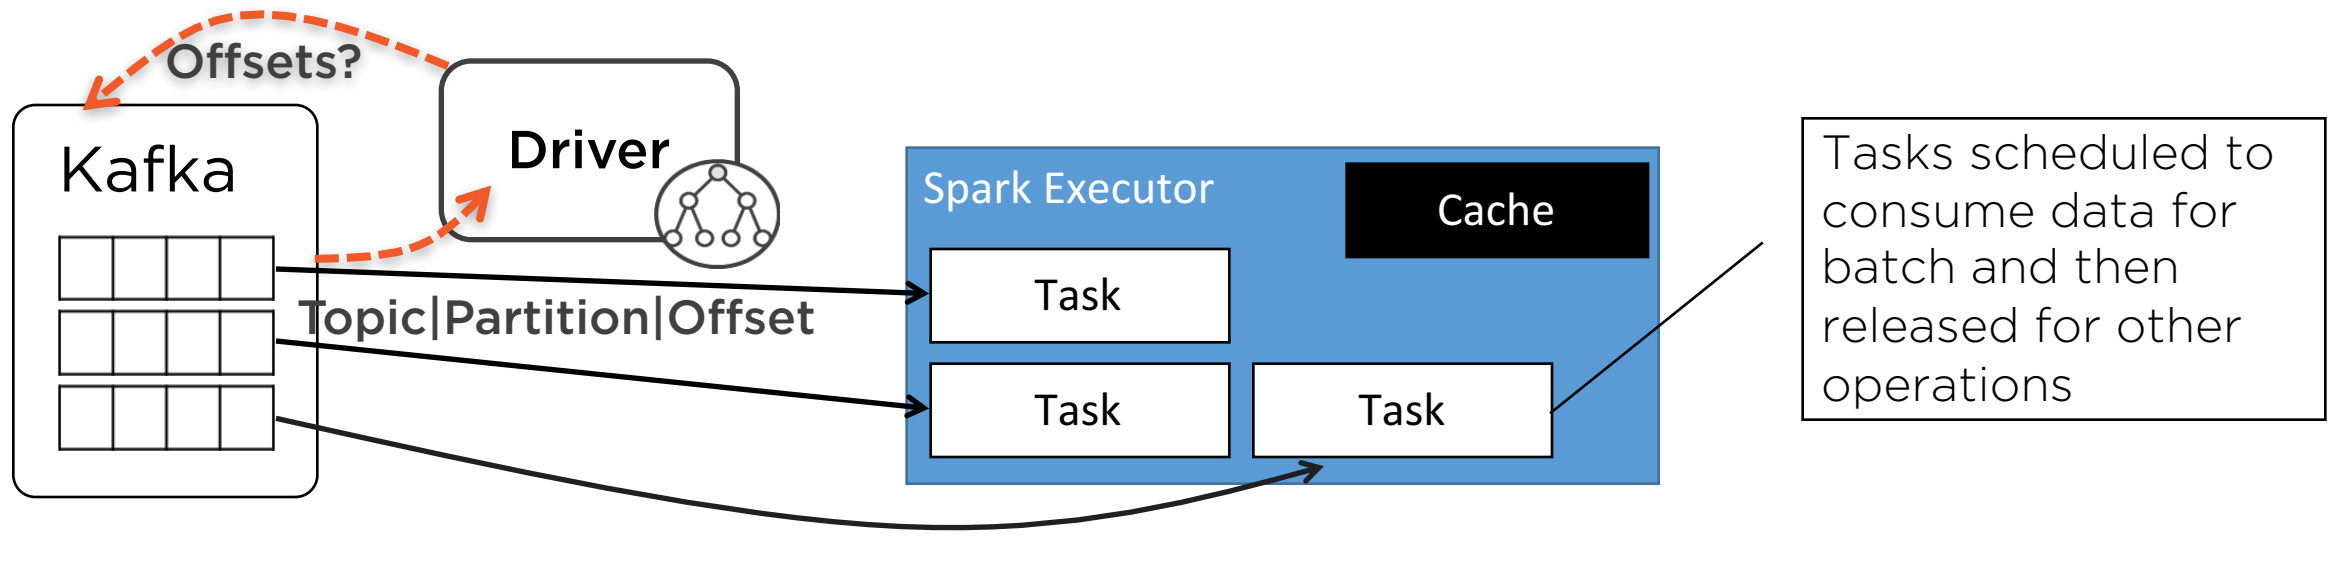 Offsets?
Kafka
Driver
Topic|Partition|Offset
Spark Executor
Cache
Task
Task
Task
Tasks scheduled to
consume data for
batch and then
released for other
operations